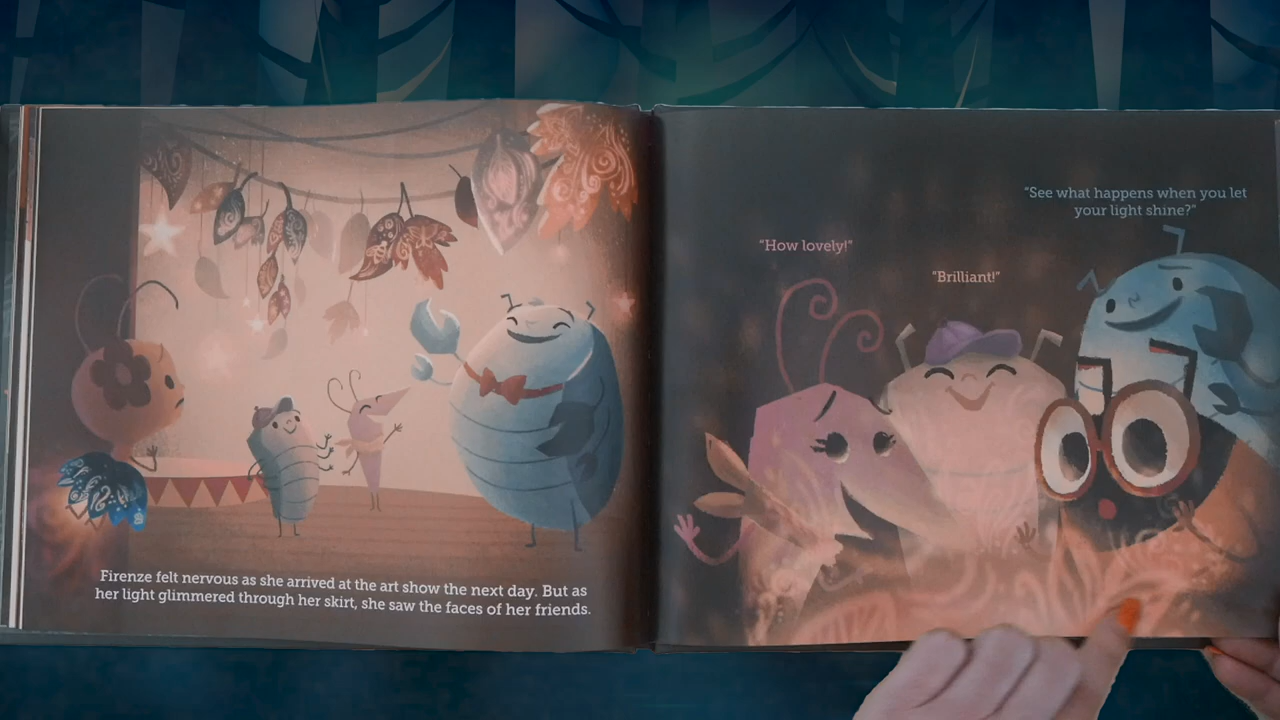 Firenze felt nervous as she arrived at the art show the next day. But as
her light glimmered through her skirt, she saw the faces of her friends.
"How lovely!"
"Brilliant!"
"See what happens when you let
your light shine?"